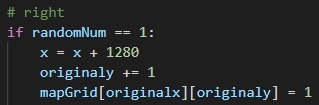 # right
if randomNum == 1:
    x = x + 1280
    originaly += 1
    mapGrid[originalx][originaly] = 1